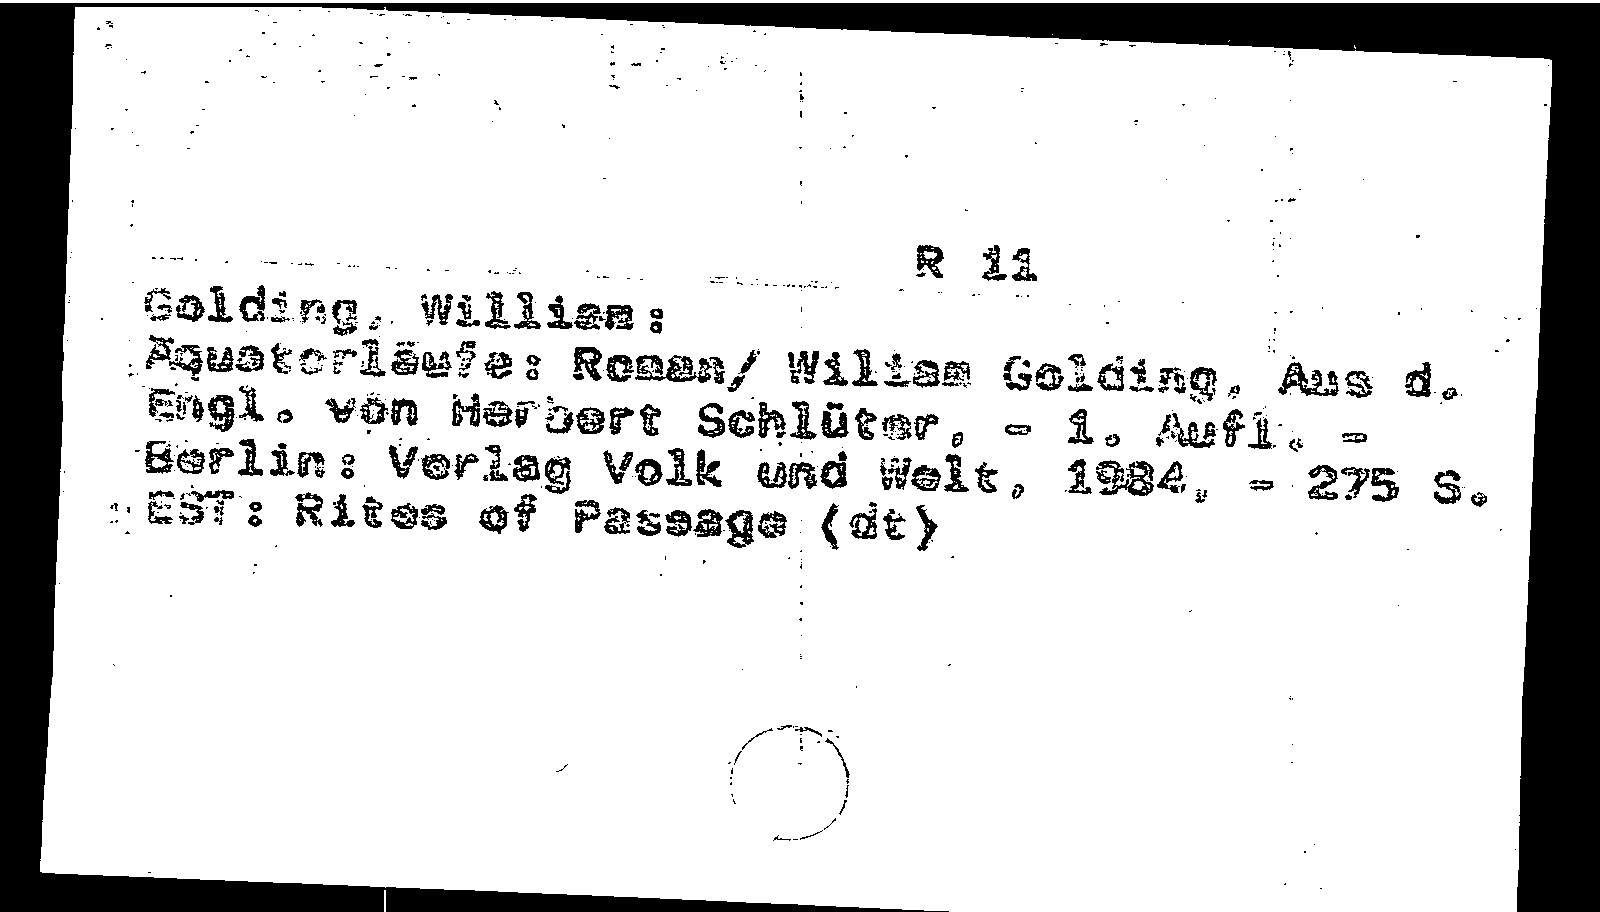 R 11
Golding, William:
Äquatorläufe: Roman/ Wiliam Golding, Aus d.
Engl. von Herbert Schlüter, - 1. Aufl. -
Berlin: Verlag Volk und Welt, 1984, - 275 S.
EST: Rites of Passage (dt)